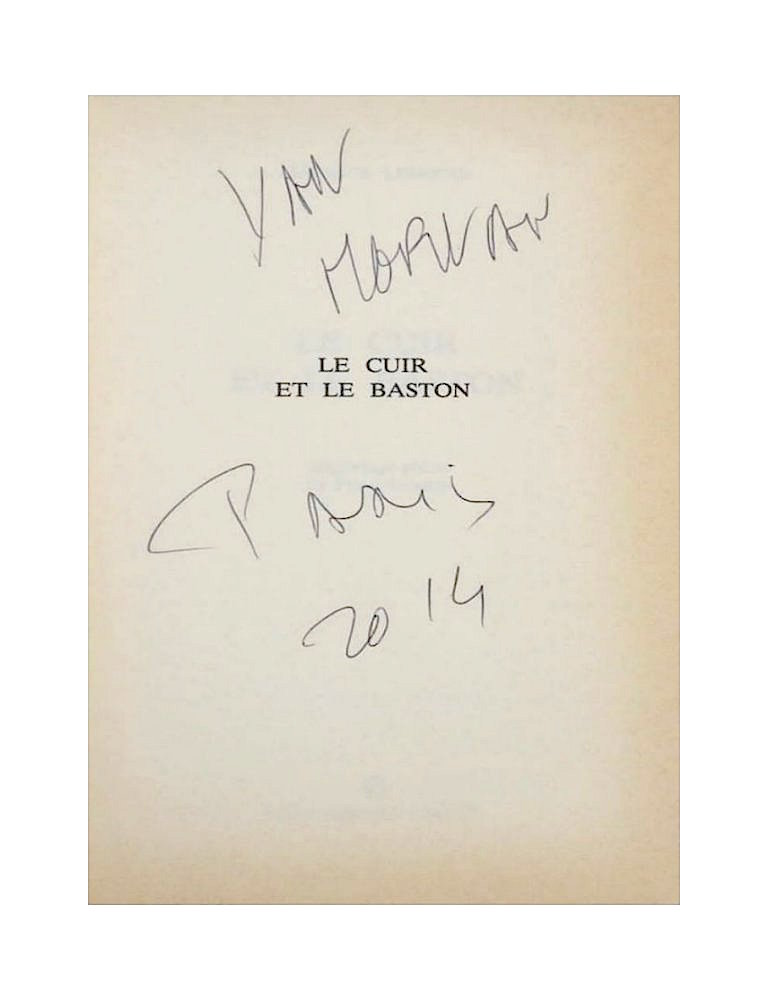 YAN
MORVAN
LE CUIR
ET LE BASTON
Paris
2014